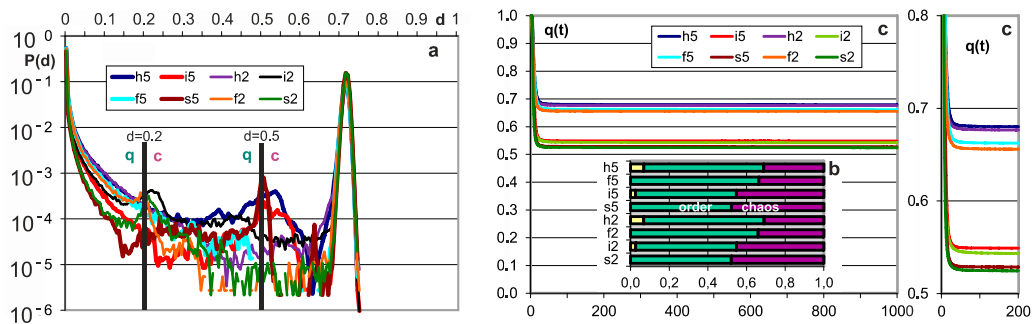 0 0.1 0.2 0.3 0.4 0.5 0.6 0.7 0.8 d 1
10 0
P(d)
10 -1
10 -2
10 -3
10 -4
10 -5
10 -6
a
h5 i5 h2 i2
f5 s5 f2 s2
d=0.2 d=0.5
q c q c
1.0
0.9
0.8
0.7
0.6
0.5
0.4
0.3
0.2
0.1
0.0
q(t) c
h5 i5 h2 i2
f5 s5 f2 s2
b
h5
f5
i5
s5 order chaos
h2
f2
i2
s2
0,0 0,2 0,4 0,6 0,8 1,0
0 200 400 600 800 1000
0.8
0.7
0.6
0.5
c
q(t)
0 100 200